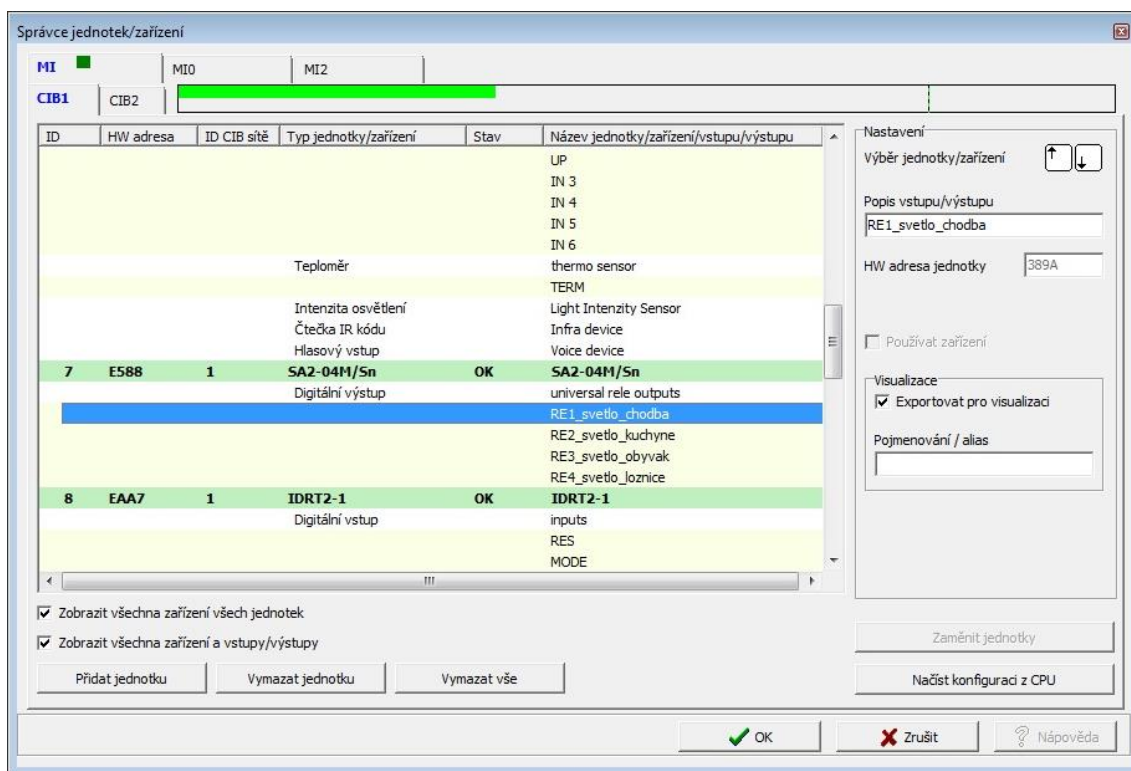 Správce jednotek/zařízení
MI MI0 MI2
CIB1 CIB2
ID HW adresa ID CIB sítě Typ jednotky/zařízení Stav Název jednotky/zařízení/vstupu/výstupu
UP
IN 3
IN 4
IN 5
IN 6
Teploměr thermo sensor
TERM
Intenzita osvětlení Light Intenzity Sensor
Čtečka IR kódu Infra device
Hlasový vstup Voice device
7 E588 1 SA2-04M/Sn OK SA2-04M/Sn
Digitální výstup universal rele outputs
RE1_svetlo_chodba
RE2_svetlo_kuchyne
RE3_svetlo_obyvak
RE4_svetlo_loznice
8 EAA7 1 IDRT2-1 OK IDRT2-1
Digitální vstup inputs
RES
MODE
Zobrazit všechna zařízení všech jednotek
Zobrazit všechna zařízení a vstupy/výstupy
Přidat jednotku Vymazat jednotku Vymazat vše
Nastavení
Výběr jednotky/zařízení
Popis vstupu/výstupu
RE1_svetlo_chodba
HW adresa jednotky 389A
Používat zařízení
Visualizace
Exportovat pro visualizaci
Pojmenování / alias
Zaměnit jednotky
Načíst konfiguraci z CPU
OK Zrušit Nápověda